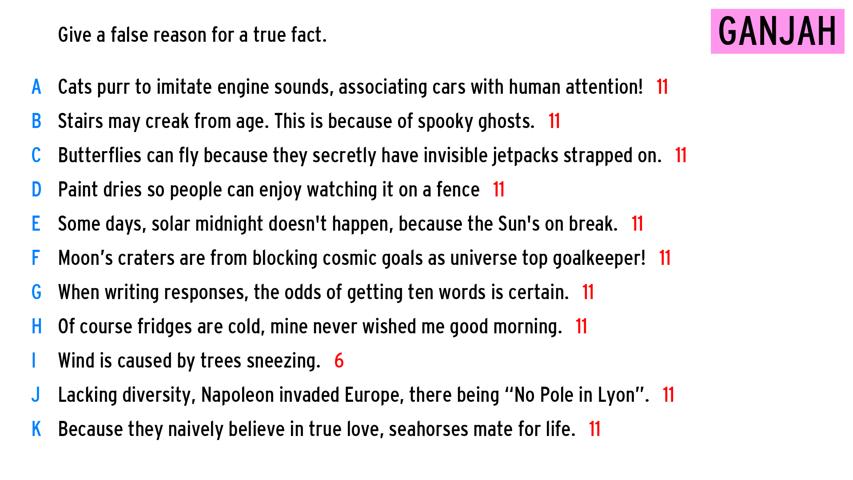 Give a false reason for a true fact.
GANJAH
A Cats purr to imitate engine sounds, associating cars with human attention! 11
B Stairs may creak from age. This is because of spooky ghosts. 11
C Butterflies can fly because they secretly have invisible jetpacks strapped on. 11
D Paint dries so people can enjoy watching it on a fence 11
E Some days, solar midnight doesn't happen, because the Sun's on break. 11
F Moon’s craters are from blocking cosmic goals as universe top goalkeeper! 11
G When writing responses, the odds of getting ten words is certain. 11
H Of course fridges are cold, mine never wished me good morning. 11
I Wind is caused by trees sneezing. 6
J Lacking diversity, Napoleon invaded Europe, there being “No Pole in Lyon”. 11
K Because they naively believe in true love, seahorses mate for life. 11